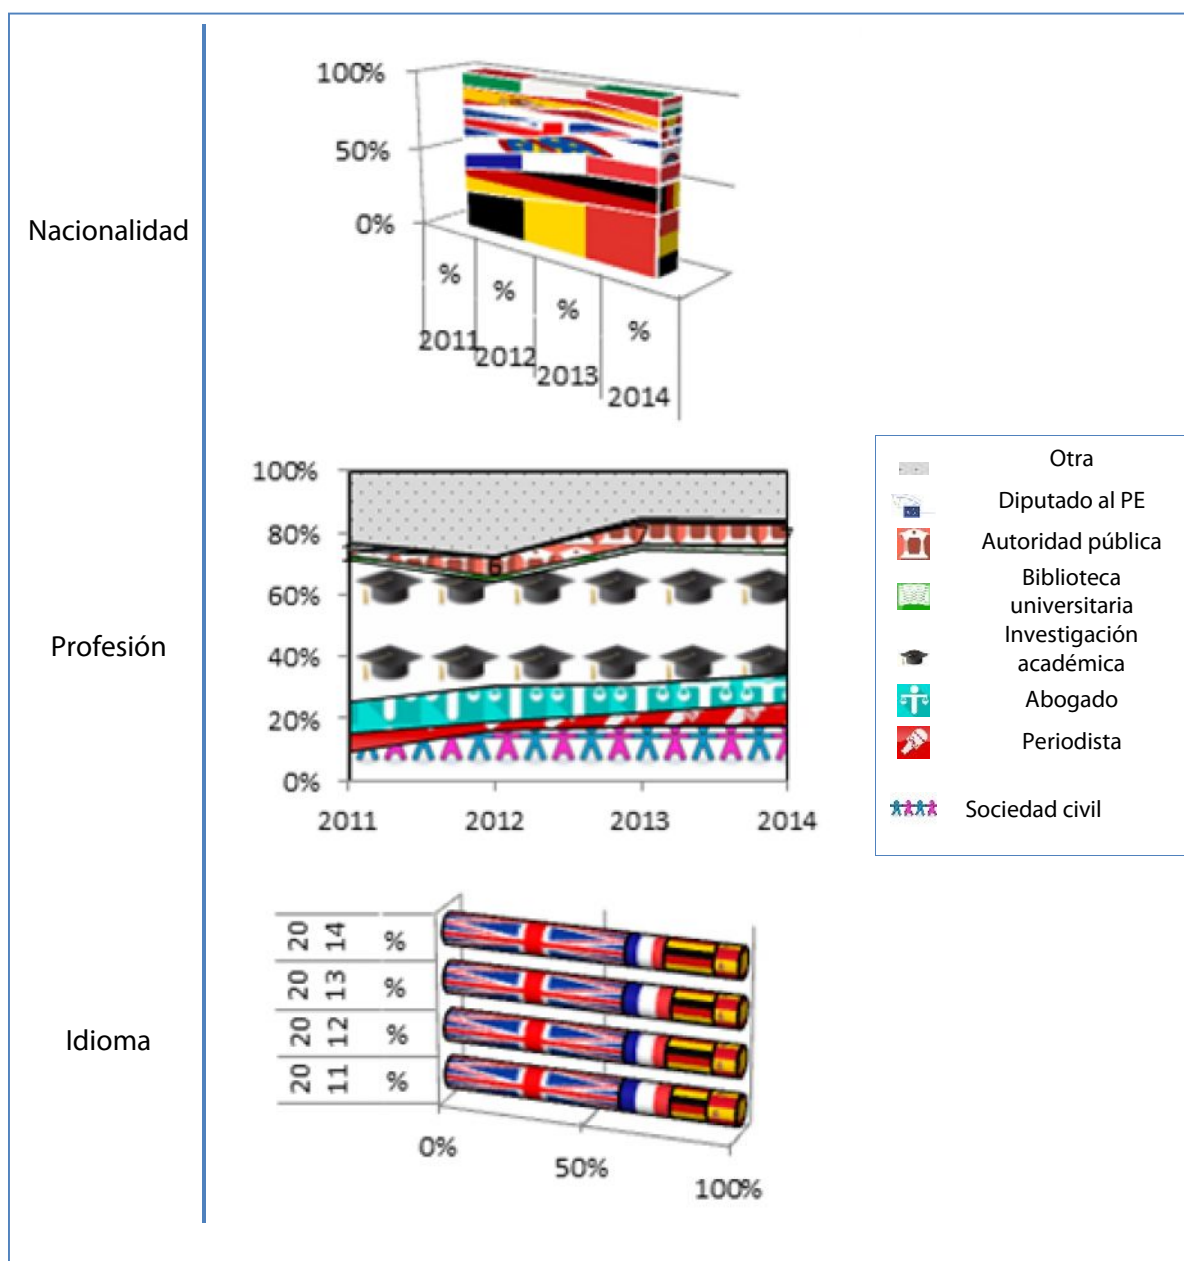 Nacionalidad
100%
50%
0%
% % % %
2011 2012 2013 2014
Profesión
100%
80%
60%
40%
20%
0%
6
2011 2012 2013 2014
Otra
Diputado al PE
Autoridad pública
Biblioteca
universitaria
Investigación
académica
Abogado
Periodista
Sociedad civil
Idioma
20 14 %
20 13 %
20 12 %
20 11 %
0% 50% 100%